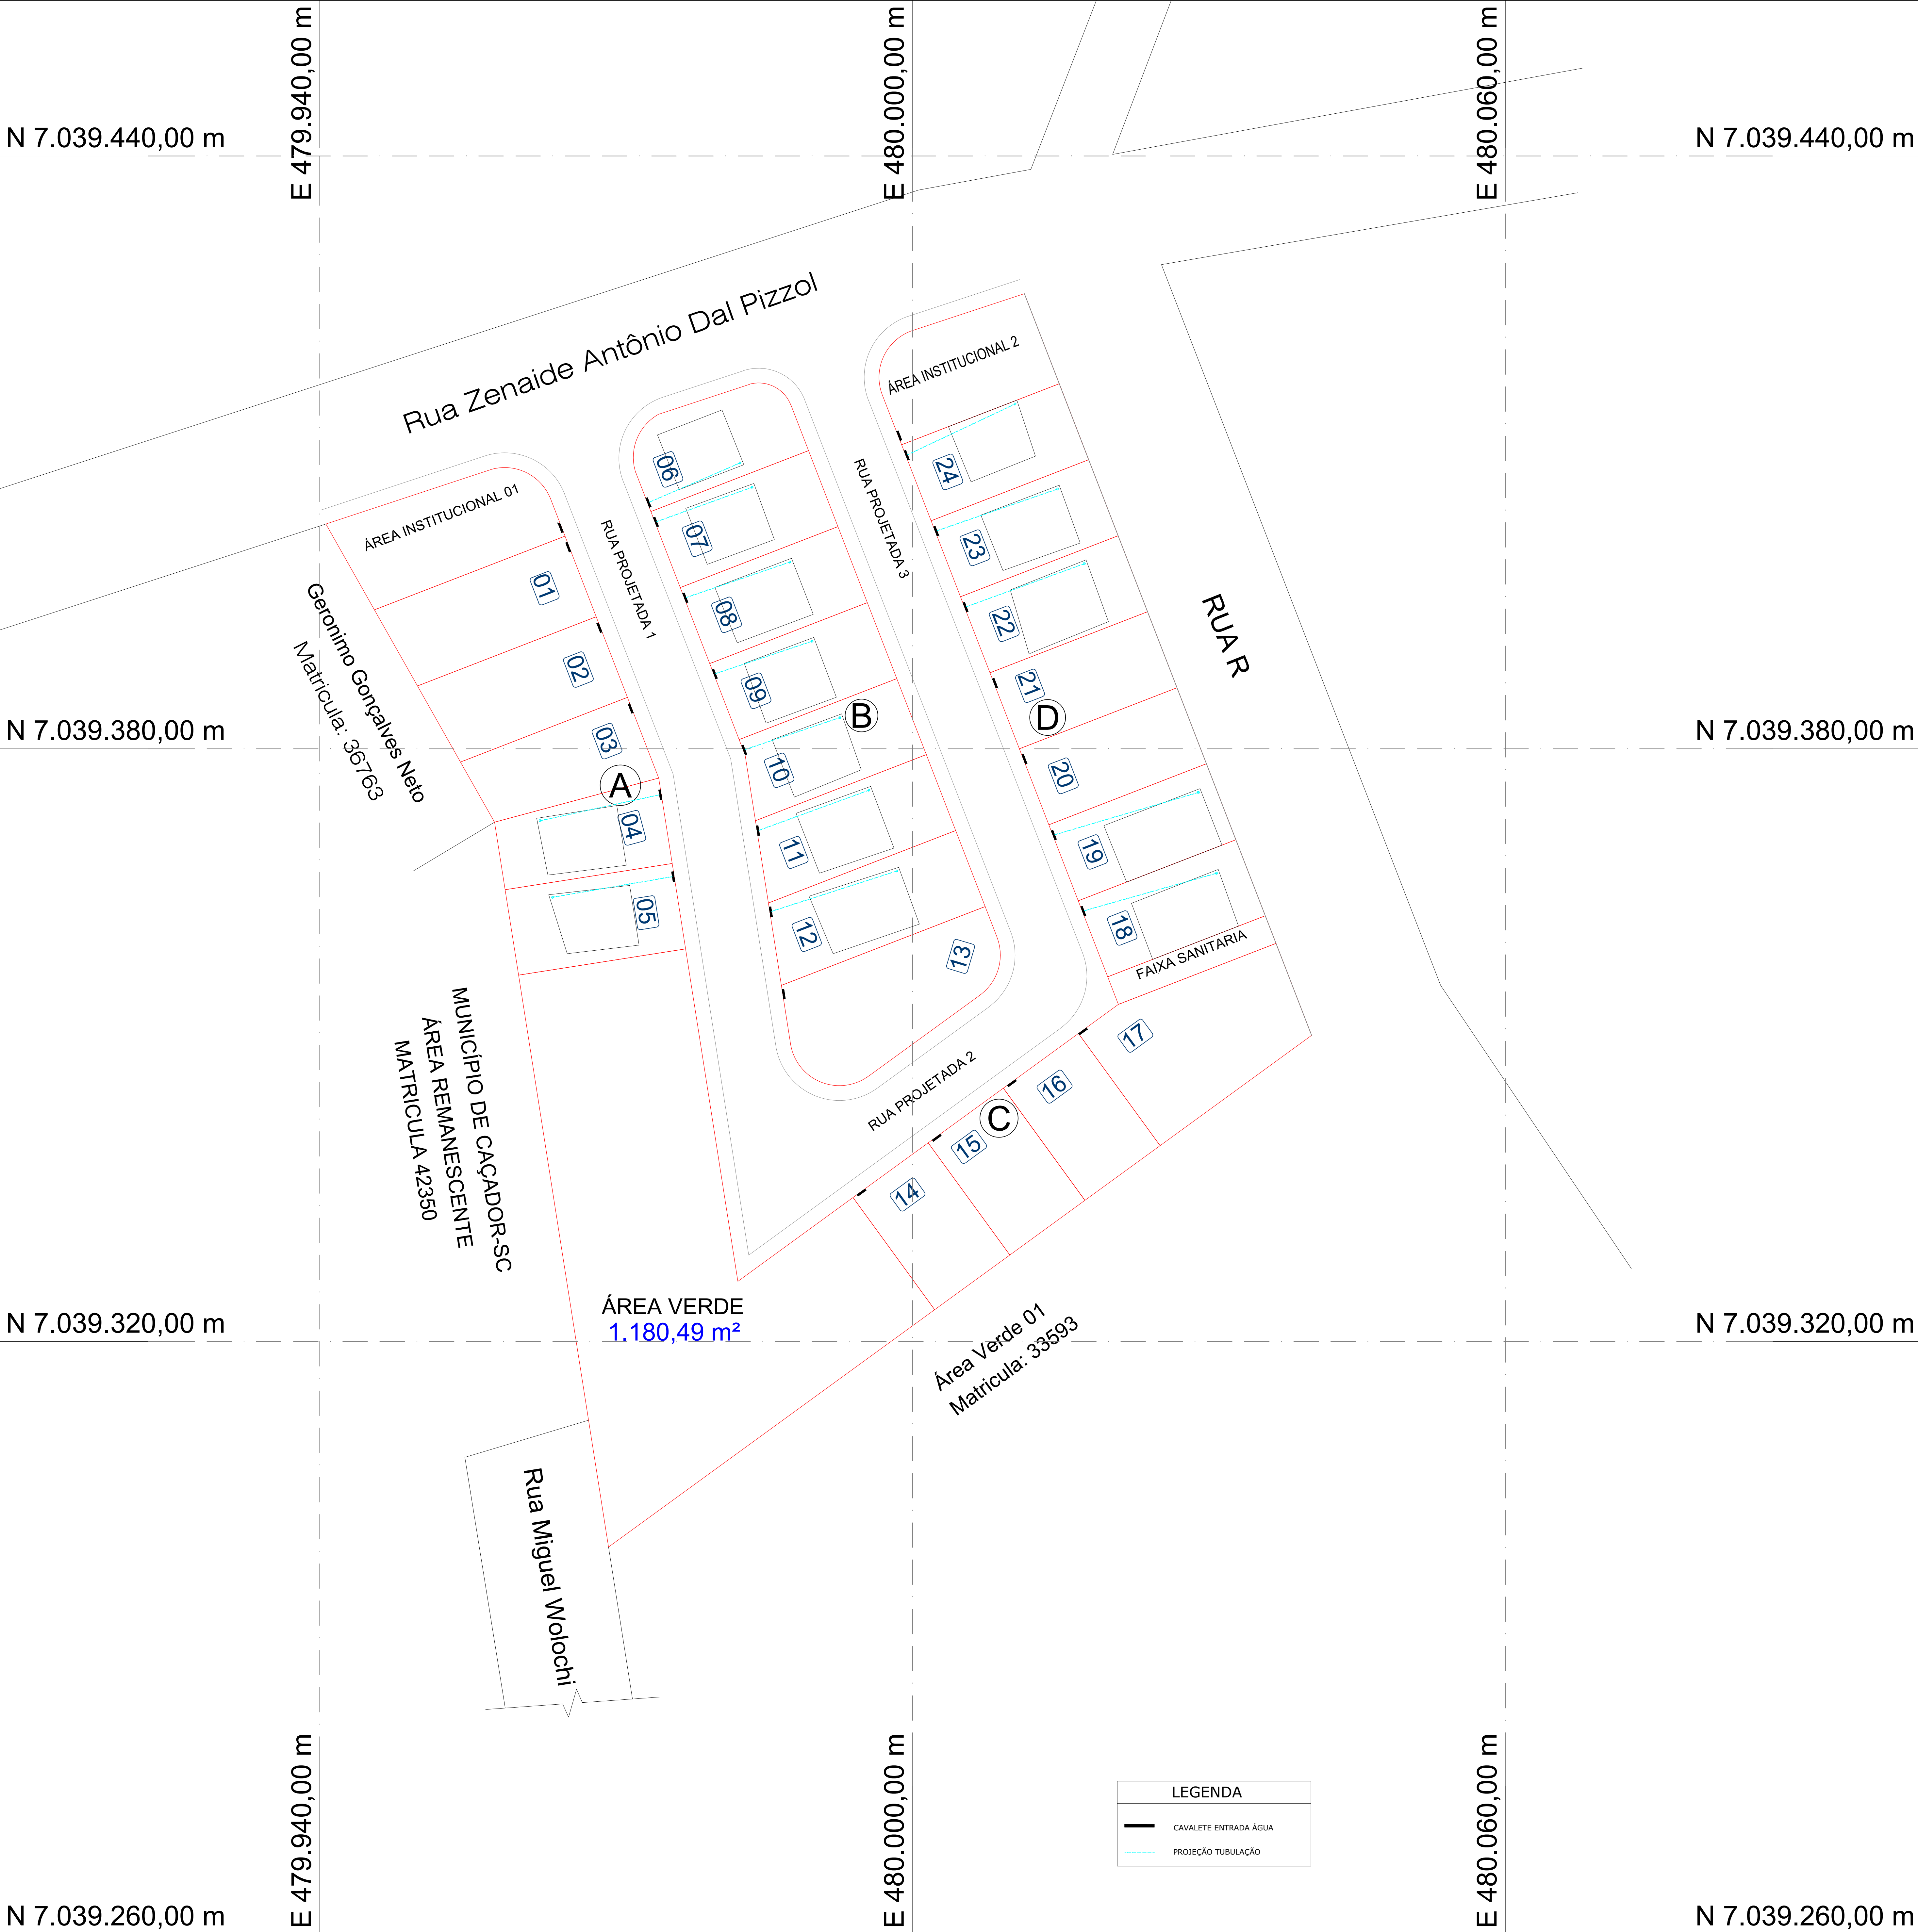 E 479.940,00 m
E 480.000,00 m
E 480.060,00 m
N 7.039.440,00 m
N 7.039.440,00 m
Rua Zenaide Antônio Dal Pizzol
ÁREA INSTITUCIONAL 2
ÁREA INSTITUCIONAL 01
RUA PROJETADA 1
RUA PROJETADA 3
RUA R
Geronimo Gonçalves Neto
Matricula: 36763
01
02
03
A
04
05
06
07
08
09
B
10
11
12
13
24
23
22
21
D
20
19
18
FAIXA SANITARIA
N 7.039.380,00 m
N 7.039.380,00 m
17
16
C
15
14
RUA PROJETADA 2
MUNICÍPIO DE CAÇADOR-SC
ÁREA REMANESCENTE
MATRICULA 42350
ÁREA VERDE
1.180,49 m²
N 7.039.320,00 m
N 7.039.320,00 m
Área Verde 01
Matricula: 33593
Rua Miguel Wolochi
LEGENDA
CAVALETE ENTRADA ÁGUA
PROJEÇÃO TUBULAÇÃO
E 479.940,00 m
E 480.000,00 m
E 480.060,00 m
N 7.039.260,00 m
N 7.039.260,00 m